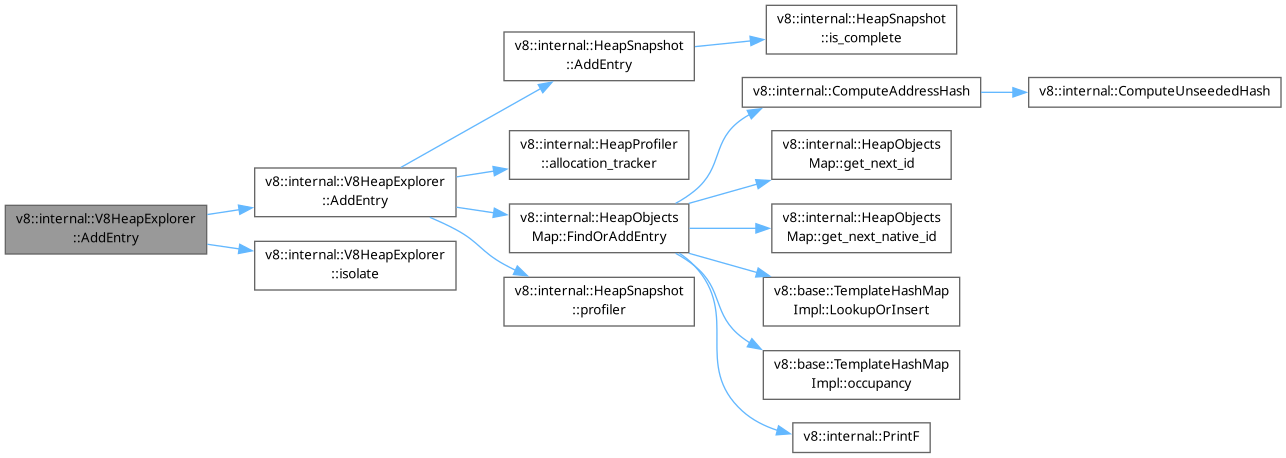 v8::internal::V8HeapExplorer
::AddEntry
v8::internal::V8HeapExplorer
::AddEntry
v8::internal::V8HeapExplorer
::isolate
v8::internal::HeapSnapshot
::AddEntry
v8::internal::HeapProfiler
::allocation_tracker
v8::internal::HeapObjects
Map::FindOrAddEntry
v8::internal::HeapSnapshot
::profiler
v8::internal::HeapSnapshot
::is_complete
v8::internal::ComputeAddressHash
v8::internal::HeapObjects
Map::get_next_id
v8::internal::HeapObjects
Map::get_next_native_id
v8::base::TemplateHashMap
Impl::LookupOrInsert
v8::base::TemplateHashMap
Impl::occupancy
v8::internal::PrintF
v8::internal::ComputeUnseededHash